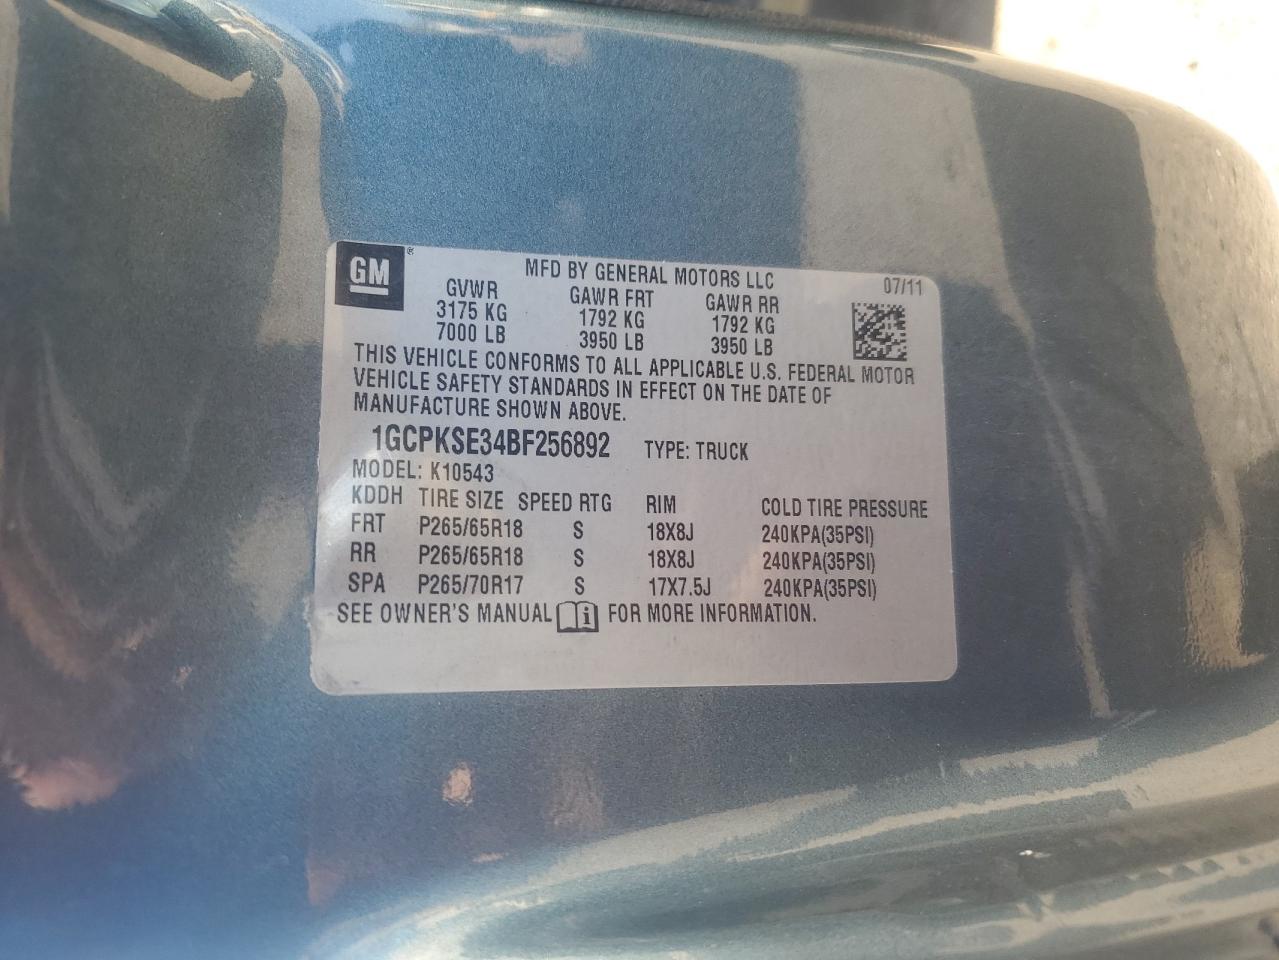 GM ® MFD BY GENERAL MOTORS LLC 07/11
GVWR GAWR FRT GAWR RR
3175 KG 1792 KG 1792 KG
7000 LB 3950 LB 3950 LB
THIS VEHICLE CONFORMS TO ALL APPLICABLE U.S. FEDERAL MOTOR
VEHICLE SAFETY STANDARDS IN EFFECT ON THE DATE OF
MANUFACTURE SHOWN ABOVE.
1GCPKSE34BF256892 TYPE: TRUCK
MODEL: K10543
KDDH TIRE SIZE SPEED RTG RIM COLD TIRE PRESSURE
FRT P265/65R18 S 18X8J 240KPA(35PSI)
RR P265/65R18 S 18X8J 240KPA(35PSI)
SPA P265/70R17 S 17X7.5J 240KPA(35PSI)
SEE OWNER'S MANUAL i FOR MORE INFORMATION.